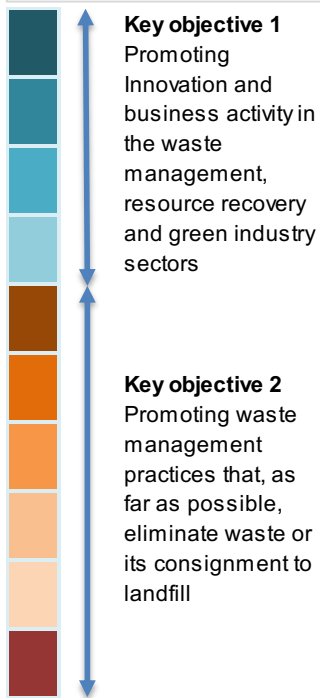 Key objective 1
Promoting
Innovation and
business activity in
the waste
management,
resource recovery
and green industry
sectors
Key objective 2
Promoting waste
management
practices that, as
far as possible,
eliminate waste or
its consignment to
landfill